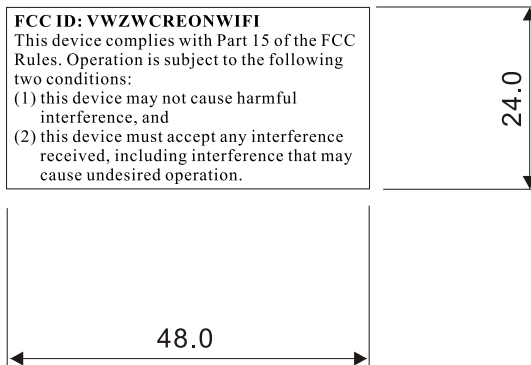 FCC ID: VWZWCREONWIFI
This device complies with Part 15 of the FCC
Rules. Operation is subject to the following
two conditions:
(1) this device may not cause harmful
interference, and
(2) this device must accept any interference
received, including interference that may
cause undesired operation.
24.0
48.0